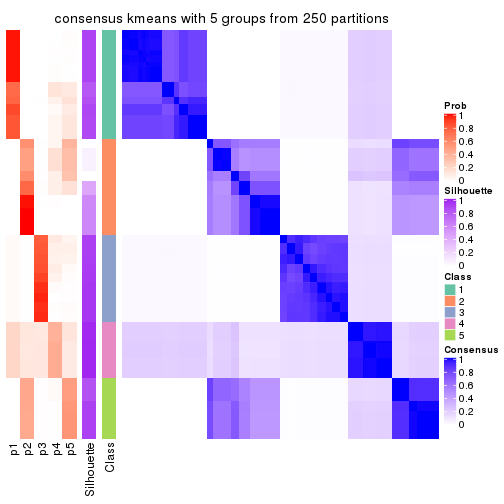 consensus kmeans with 5 groups from 250 partitions
Prob
1
0.8
0.6
0.4
0.2
0
Silhouette
1
0.8
0.6
0.4
0.2
0
Class
1
2
3
4
5
Consensus
1
0.8
0.6
0.4
0.2
0
p1
p2
p3
p4
p5
Silhouette
Class